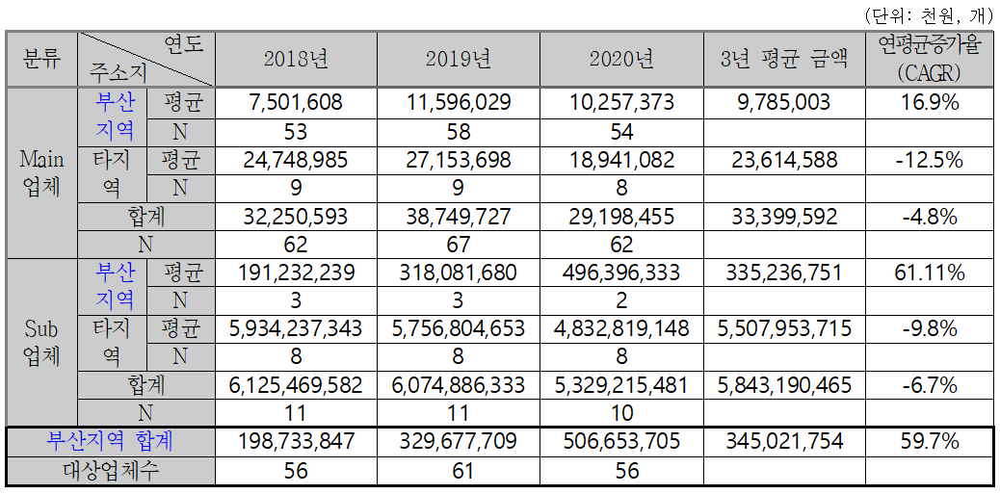 (단위: 천원, 개)
분류 연도 주소지 2018년 2019년 2020년 3년 평균 금액 연평균증가율 (CAGR)
Main 업체 부산 지역 평균 7,501,608 11,596,029 10,257,373 9,785,003 16.9%
N 53 58 54
타지역 평균 24,748,985 27,153,698 18,941,082 23,614,588 -12.5%
N 9 9 8
합계 32,250,593 38,749,727 29,198,455 33,399,592 -4.8%
N 62 67 62
Sub 업체 부산 지역 평균 191,232,239 318,081,680 496,396,333 335,236,751 61.11%
N 3 3 2
타지역 평균 5,934,237,343 5,756,804,653 4,832,819,148 5,507,953,715 -9.8%
N 8 8 8
합계 6,125,469,582 6,074,886,333 5,329,215,481 5,843,190,465 -6.7%
N 11 11 10
부산지역 합계 198,733,847 329,677,709 506,653,705 345,021,754 59.7%
대상업체수 56 61 56